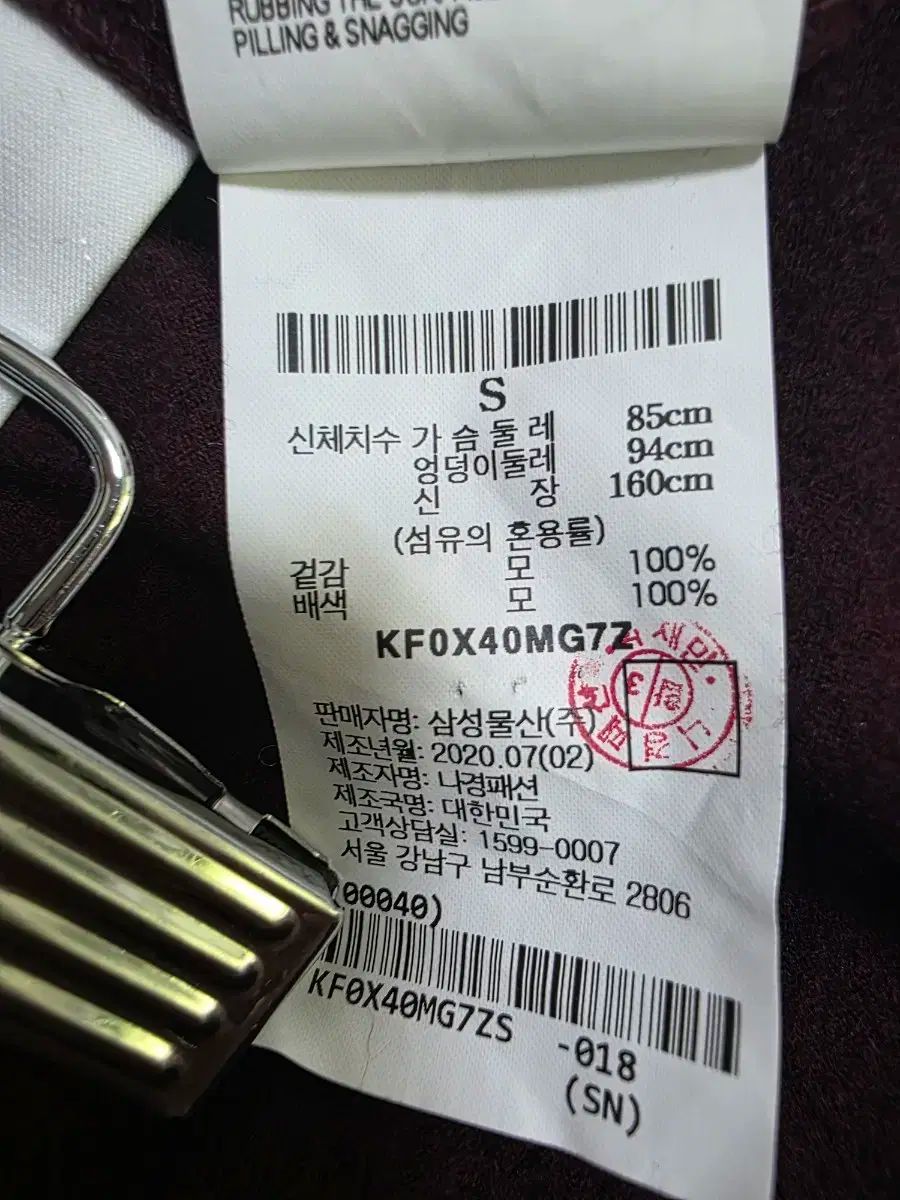 RUBBING THE
PILLING & SNAGGING
S
신체치수 가 슴 둘 레 85cm
엉덩이둘레 94cm
신 장 160cm
(섬유의 혼용률)
겉감 모 100%
배색 모 100%
KF0X40MG7Z
판매자명: 삼성물산(주)
제조년월: 2020.07(02)
제조자명: 나경패션
제조국명: 대한민국
고객상담실: 1599-0007
서울 강남구 남부순환로 2806
(00040)
KF0X40MG7ZS -018
(SN)